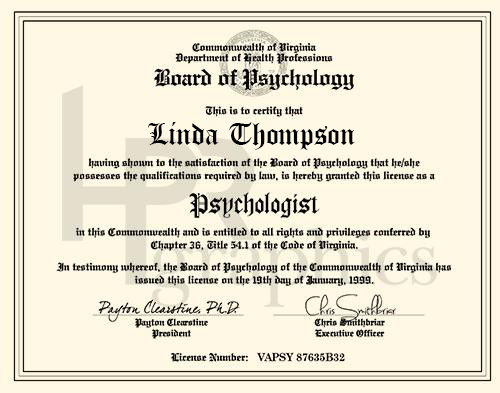 Commonwealth of Virginia
Department of Health Professions
Board of Psychology
This is to certify that
Linda Thompson
having shown to the satisfaction of the Board of Psychology that he/she
possesses the qualifications required by law, is hereby granted this license as a
Psychologist
in this Commonwealth and is entitled to all rights and privileges conferred by
Chapter 36, Title 54.1 of the Code of Virginia.
In testimony whereof, the Board of Psychology of the Commonwealth of Virginia has
issued this license on the 19th day of January, 1999.
Payton Clearstine, Ph.D. Chris Smithbriar
Payton Clearstine Chris Smithbriar
President Executive Officer
License Number: VAPSY 87635B32
HPR
graphics